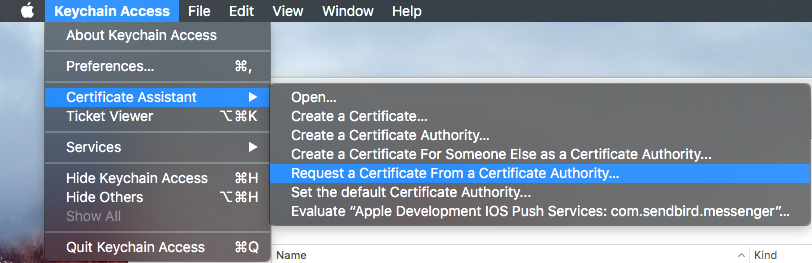 Keychain Access File Edit View Window Help
About Keychain Access
Preferences... ⌘,
Certificate Assistant ▶
Ticket Viewer ⌥⌘K
Services ▶
Hide Keychain Access ⌘H
Hide Others ⌥⌘H
Show All
Quit Keychain Access ⌘Q
Open...
Create a Certificate...
Create a Certificate Authority...
Create a Certificate For Someone Else as a Certificate Authority...
Request a Certificate From a Certificate Authority...
Set the default Certificate Authority...
Evaluate “Apple Development IOS Push Services: com.sendbird.messenger”...
Name Kind